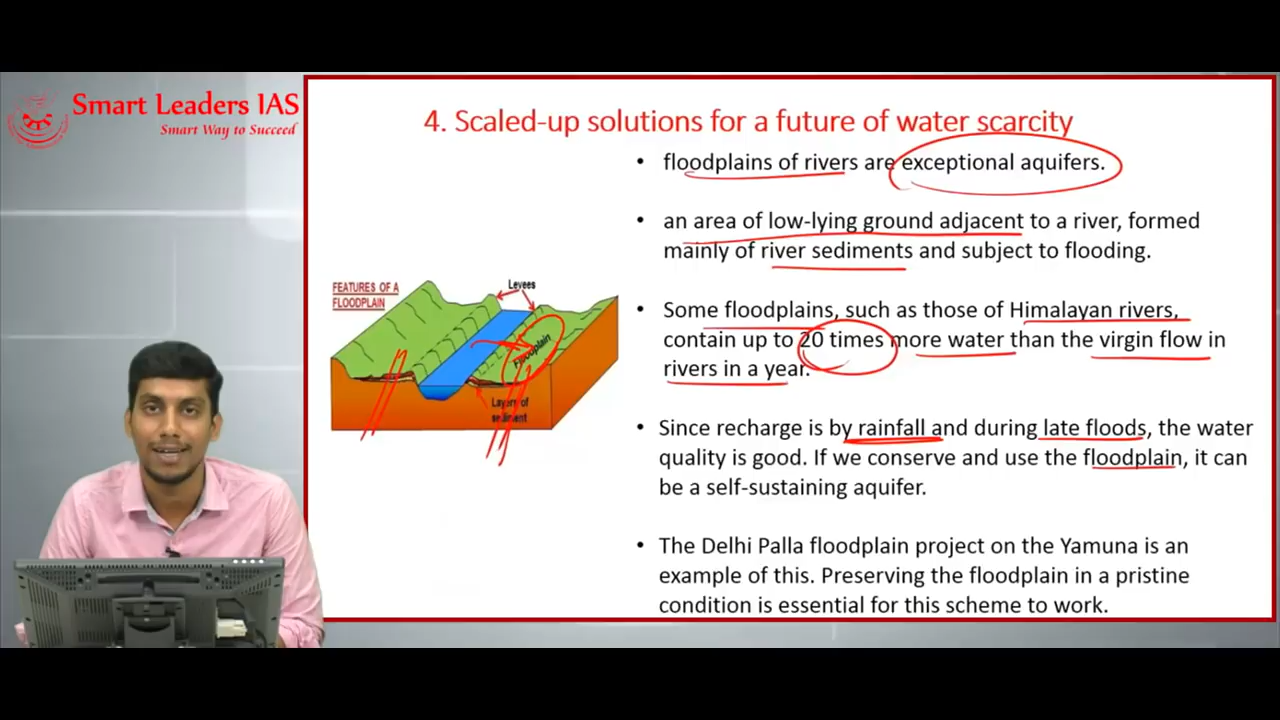 Smart Leaders IAS
Smart Way to Succeed
4. Scaled-up solutions for a future of water scarcity
• floodplains of rivers are exceptional aquifers.
• an area of low-lying ground adjacent to a river, formed
mainly of river sediments and subject to flooding.
FEATURES OF A
FLOODPLAIN
Levees
Floodplain
Layers of
sediment
• Some floodplains, such as those of Himalayan rivers,
contain up to 20 times more water than the virgin flow in
rivers in a year.
• Since recharge is by rainfall and during late floods, the water
quality is good. If we conserve and use the floodplain, it can
be a self-sustaining aquifer.
• The Delhi Palla floodplain project on the Yamuna is an
example of this. Preserving the floodplain in a pristine
condition is essential for this scheme to work.